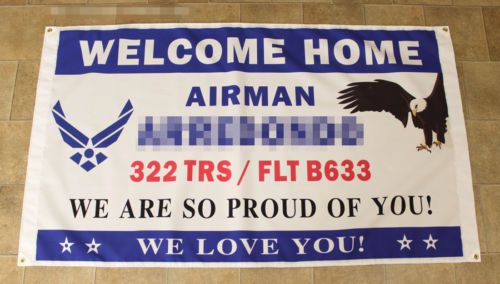 WELCOME HOME
AIRMAN
322 TRS / FLT B633
WE ARE SO PROUD OF YOU!
WE LOVE YOU!